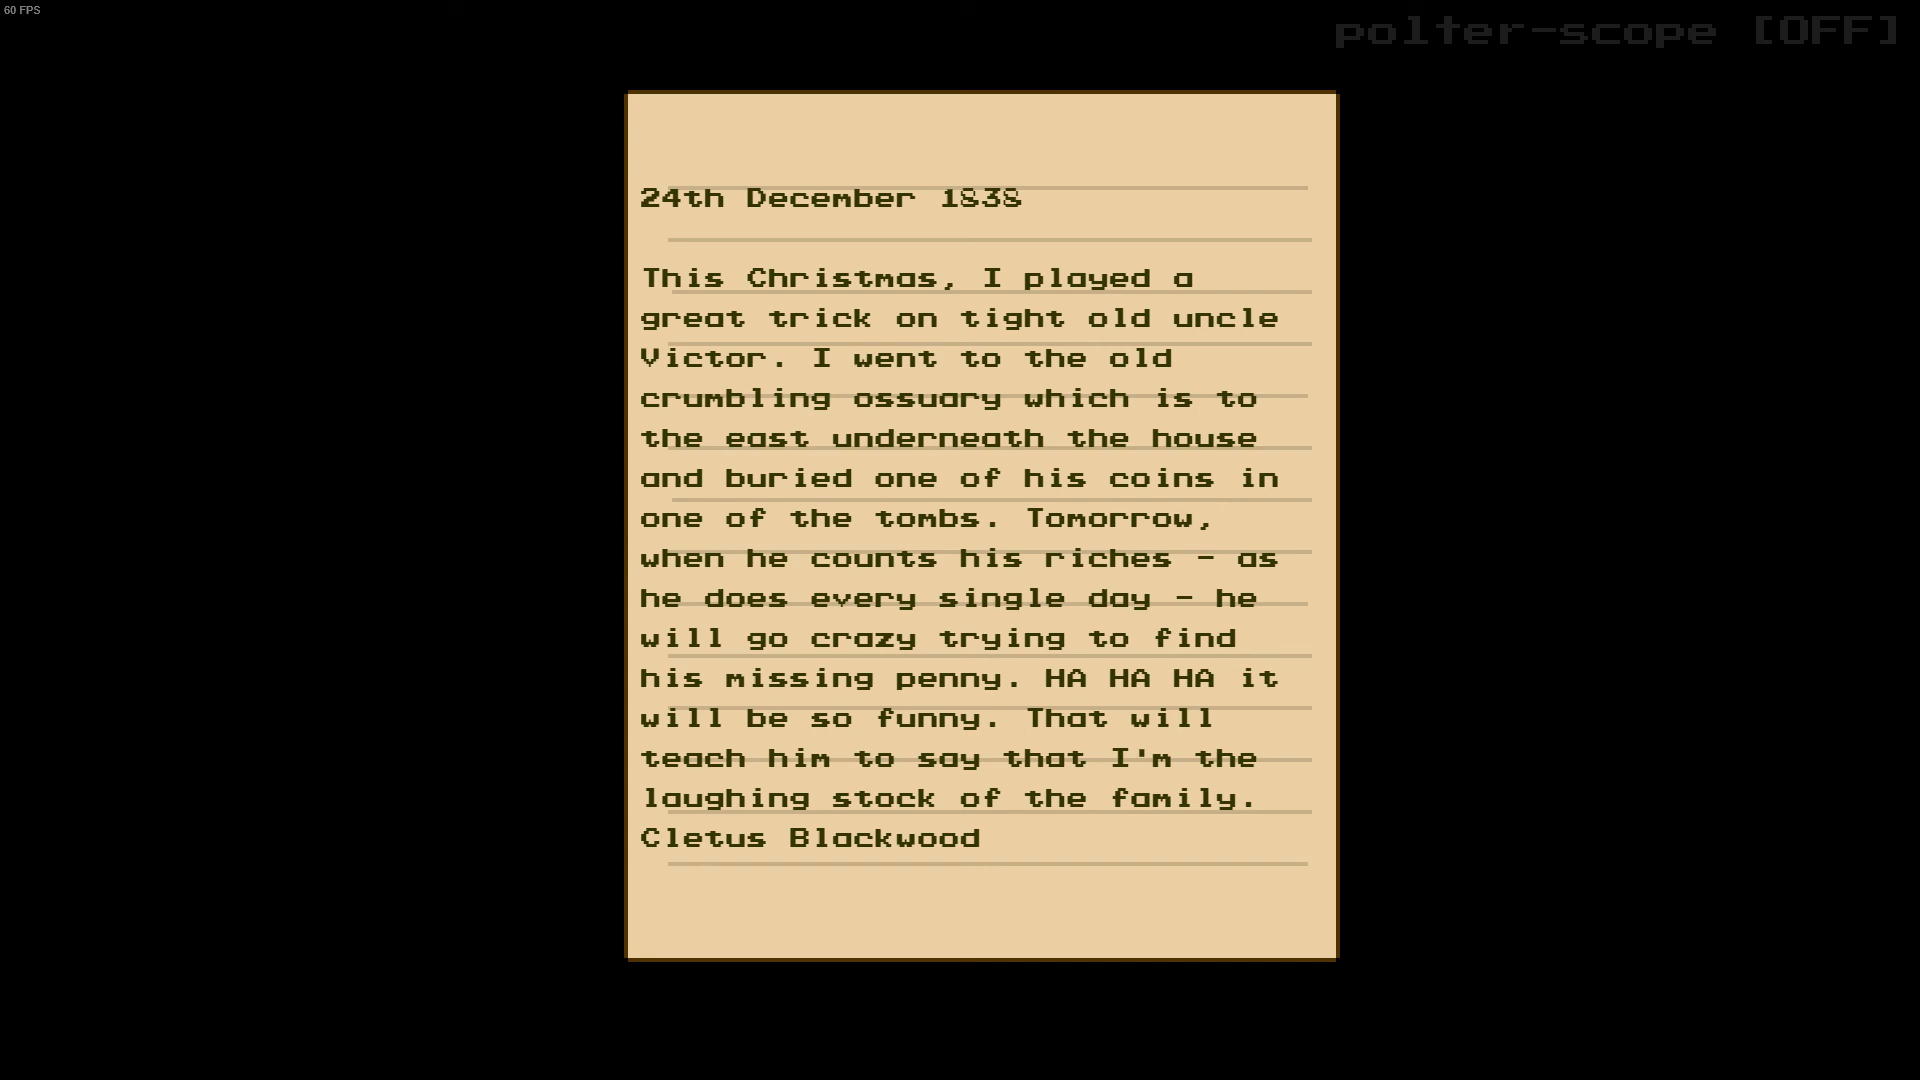 60 FPS
polter-scope [OFF]
24th December 1838
This Christmas, I played a
great trick on tight old uncle
Victor. I went to the old
crumbling ossuary which is to
the east underneath the house
and buried one of his coins in
one of the tombs. Tomorrow,
when he counts his riches - as
he does every single day - he
will go crazy trying to find
his missing penny. HA HA HA it
will be so funny. That will
teach him to say that I'm the
laughing stock of the family.
Cletus Blackwood